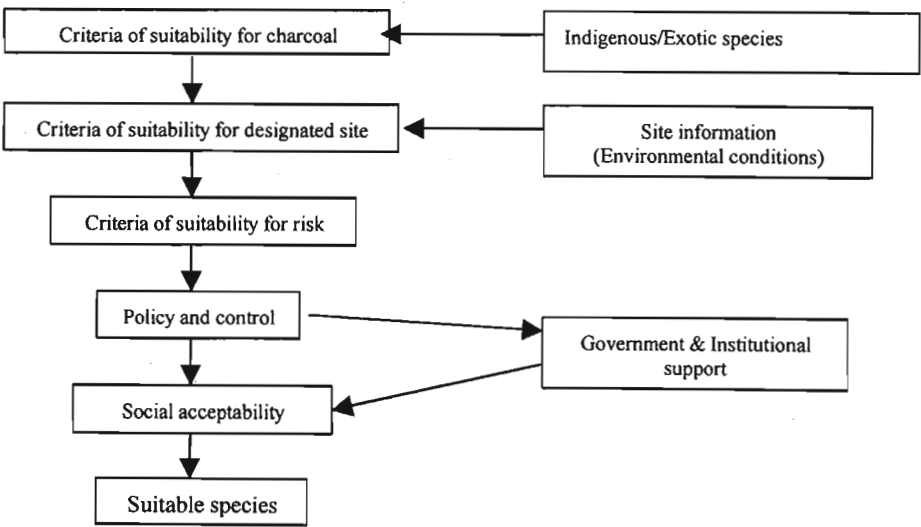 Criteria of suitability for charcoal
Indigenous/Exotic species
Criteria of suitability for designated site
Site information
(Environmental conditions)
Criteria of suitability for risk
Policy and control
Government & Institutional
support
Social acceptability
Suitable species